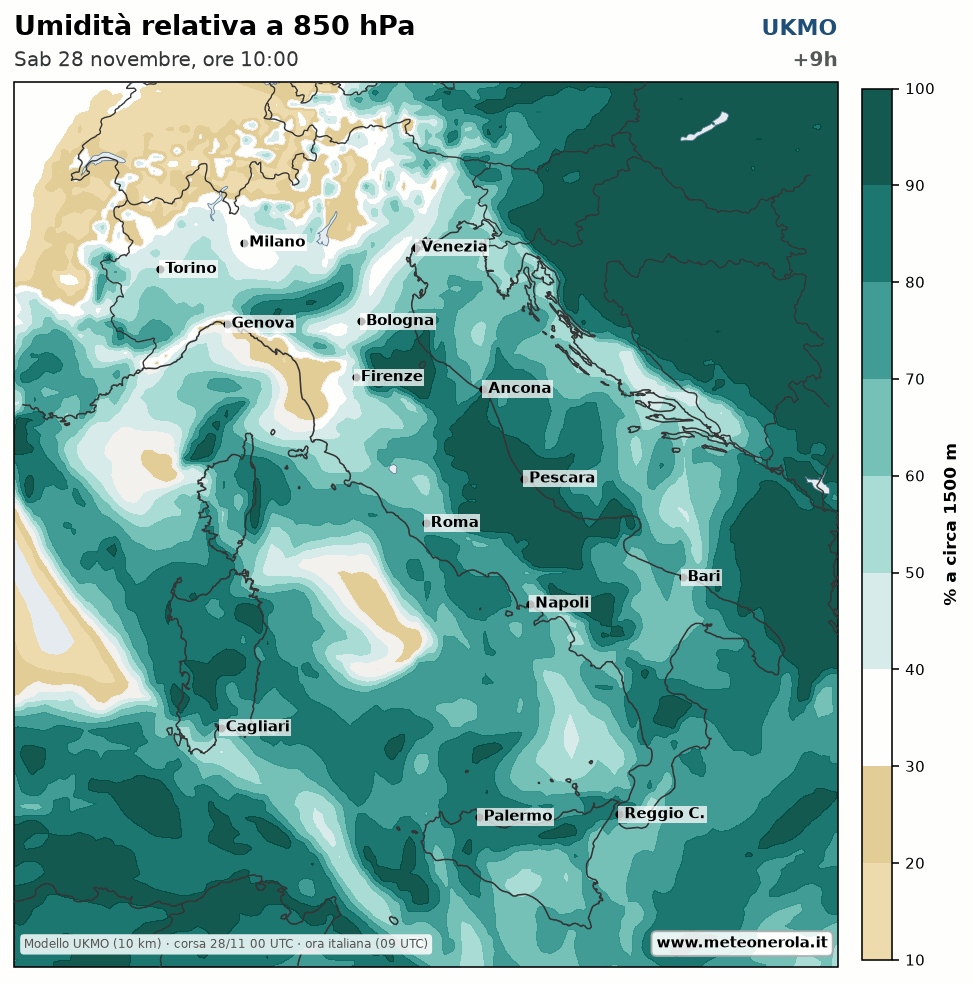 Umidità relativa a 850 hPa
UKMO
Sab 28 novembre, ore 10:00
+9h
100
90
80
70
60
50
40
30
20
10
% a circa 1500 m
Milano
Venezia
Torino
Genova
Bologna
Firenze
Ancona
Pescara
Roma
Bari
Napoli
Cagliari
Palermo
Reggio C.
Modello UKMO (10 km) · corsa 28/11 00 UTC · ora italiana (09 UTC)
www.meteonerola.it